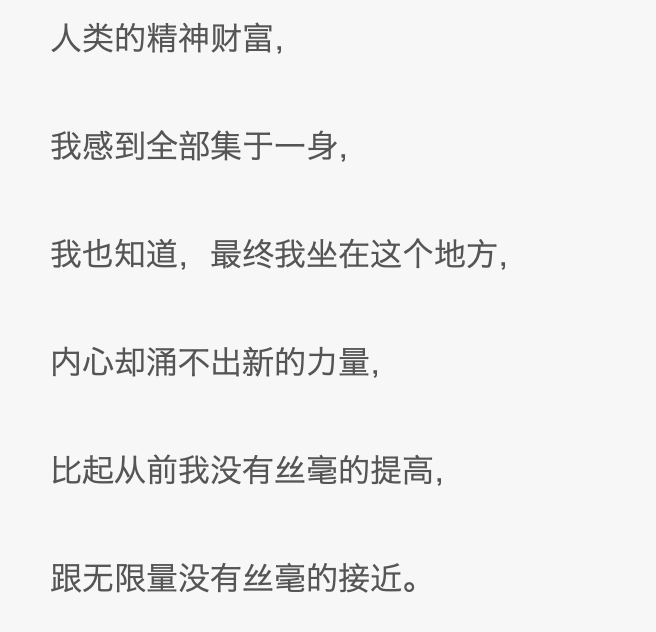 人类的精神财富,
我感到全部集于一身,
我也知道, 最终我坐在这个地方,
内心却涌不出新的力量,
比起从前我没有丝毫的提高,
跟无限量没有丝毫的接近。